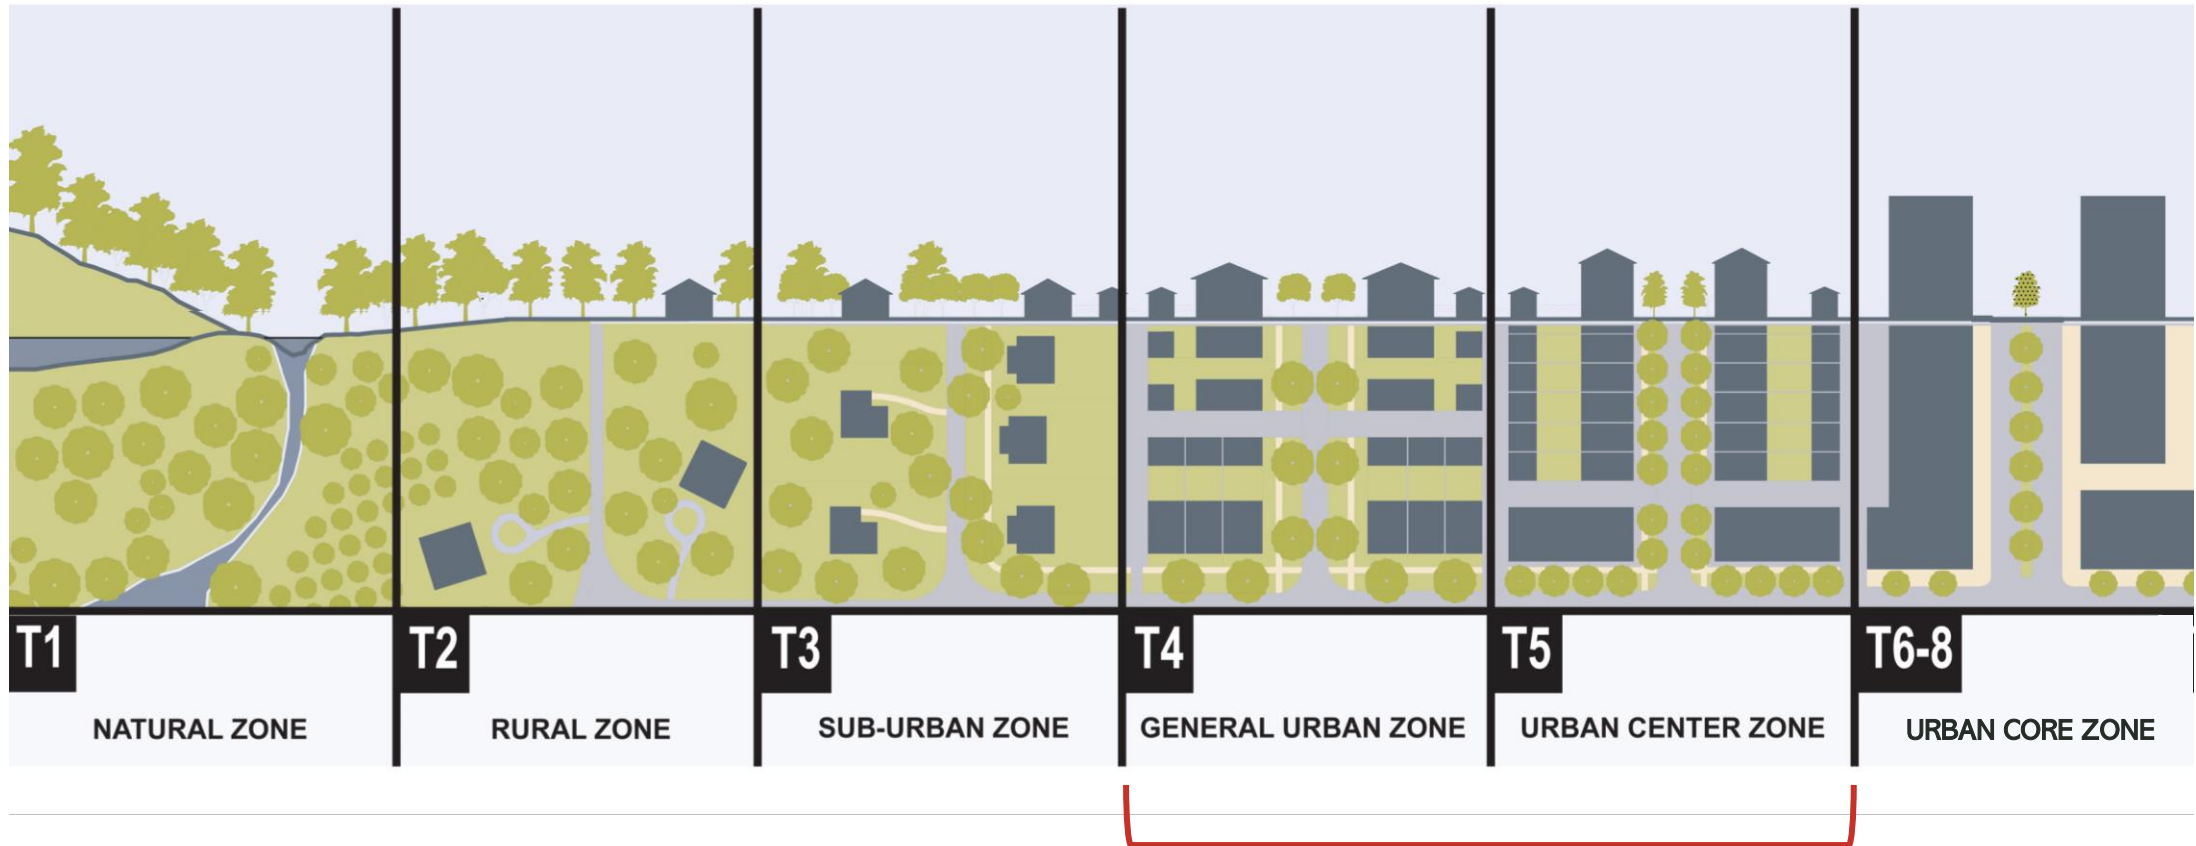 T1
NATURAL ZONE
T2
RURAL ZONE
T3
SUB-URBAN ZONE
T4
GENERAL URBAN ZONE
T5
URBAN CENTER ZONE
T6-8
URBAN CORE ZONE